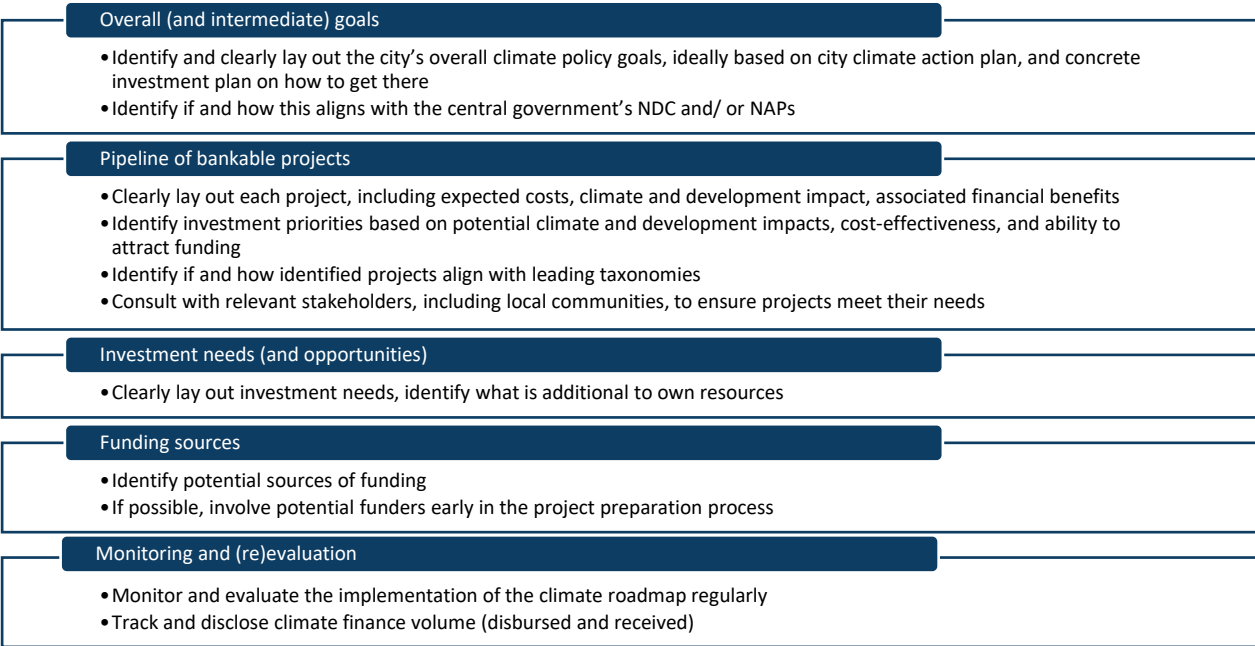 Overall (and intermediate) goals
•Identify and clearly lay out the city's overall climate policy goals, ideally based on city climate action plan, and concrete
investment plan on how to get there
•Identify if and how this aligns with the central government's NDC and/ or NAPs
Pipeline of bankable projects
•Clearly lay out each project, including expected costs, climate and development impact, associated financial benefits
•Identify investment priorities based on potential climate and development impacts, cost-effectiveness, and ability to
attract funding
•Identify if and how identified projects align with leading taxonomies
•Consult with relevant stakeholders, including local communities, to ensure projects meet their needs
Investment needs (and opportunities)
•Clearly lay out investment needs, identify what is additional to own resources
Funding sources
•Identify potential sources of funding
•If possible, involve potential funders early in the project preparation process
Monitoring and (re)evaluation
•Monitor and evaluate the implementation of the climate roadmap regularly
•Track and disclose climate finance volume (disbursed and received)